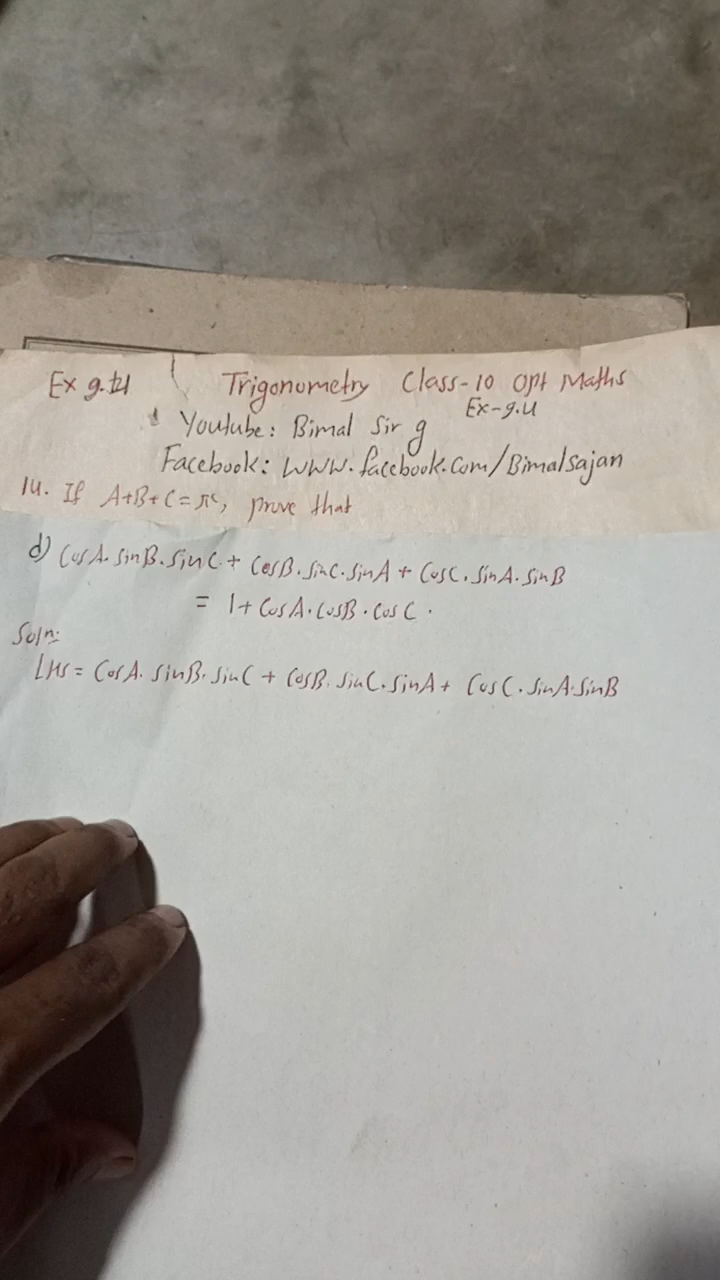 Ex 9.4 Trigonometry Class-10 Opt Maths
Ex-9.4
Youtube: Bimal Sir g
Facebook: www.facebook.com/Bimalsajan
14. If A+B+C=πᶜ, prove that
d) CosA.SinB.SinC + CosB.SinC.SinA + CosC.SinA.SinB
= 1+CosA.CosB.CosC.
Soln:
LHS = CosA.SinB.SinC + CosB.SinC.SinA + CosC.SinA.SinB